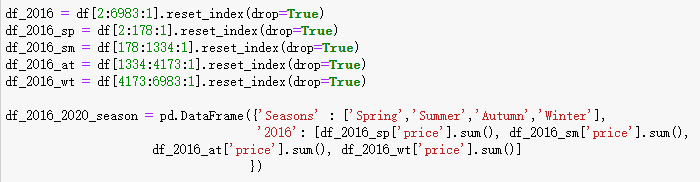 df_2016 = df[2:6983:1].reset_index(drop=True)
df_2016_sp = df[2:178:1].reset_index(drop=True)
df_2016_sm = df[178:1334:1].reset_index(drop=True)
df_2016_at = df[1334:4173:1].reset_index(drop=True)
df_2016_wt = df[4173:6983:1].reset_index(drop=True)
df_2016_2020_season = pd.DataFrame({'Seasons' : ['Spring','Summer','Autumn','Winter'],
'2016': [df_2016_sp['price'].sum(), df_2016_sm['price'].sum(),
df_2016_at['price'].sum(), df_2016_wt['price'].sum()]
})